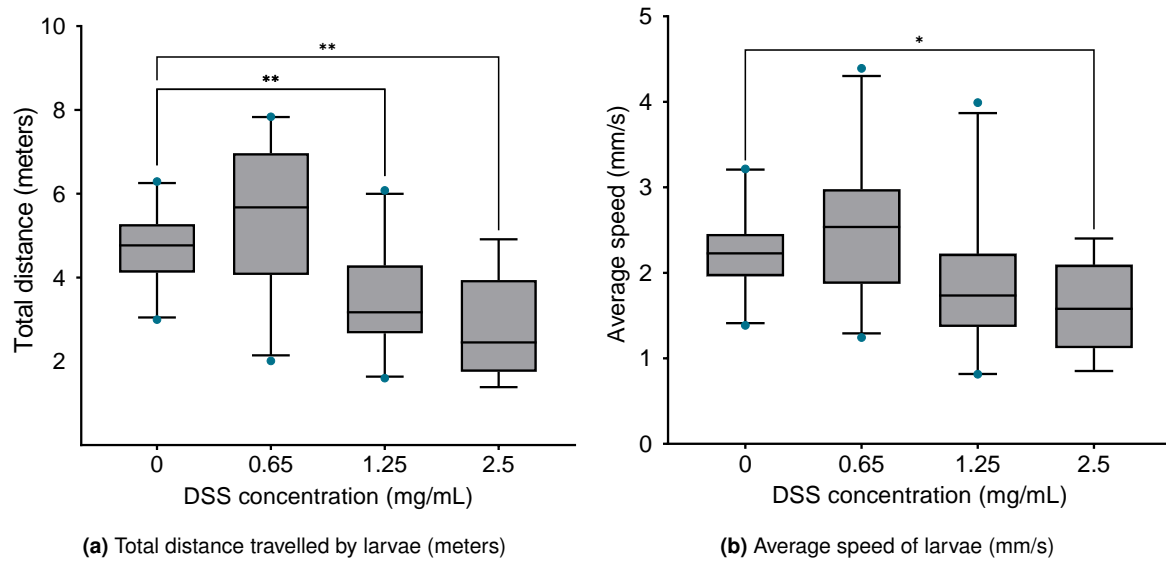 10
8
6
4
2
Total distance (meters)
**
**
0 0.65 1.25 2.5
DSS concentration (mg/mL)
(a) Total distance travelled by larvae (meters)
5
4
3
2
1
0
Average speed (mm/s)
*
0 0.65 1.25 2.5
DSS concentration (mg/mL)
(b) Average speed of larvae (mm/s)